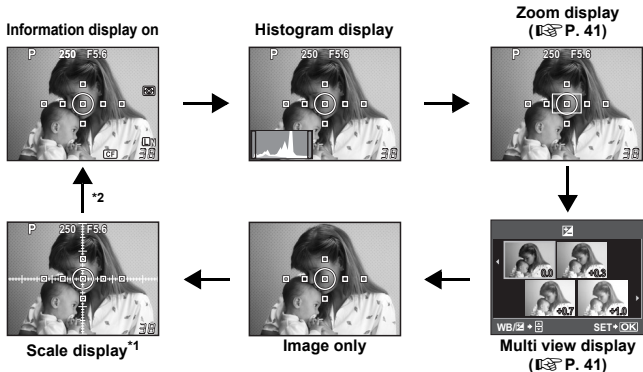 Information display on
Histogram display
Zoom display
(☞ P. 41)
P 250 F5.6
CF
LN
38
P 250 F5.6
38
P 250 F5.6
38
*2
P 250 F5.6
38
0.0
+0.3
+0.7
+1.0
WB/
SET OK
Scale display*1
Image only
Multi view display
(☞ P. 41)